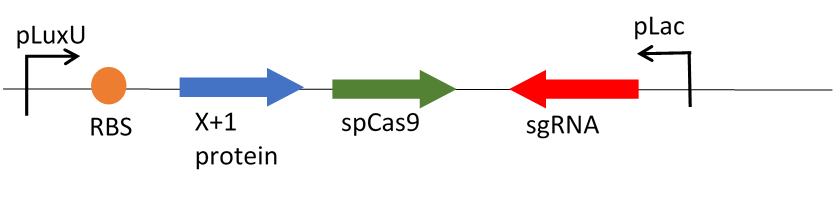 pLuxU
pLac
RBS
X+1
protein
spCas9
sgRNA